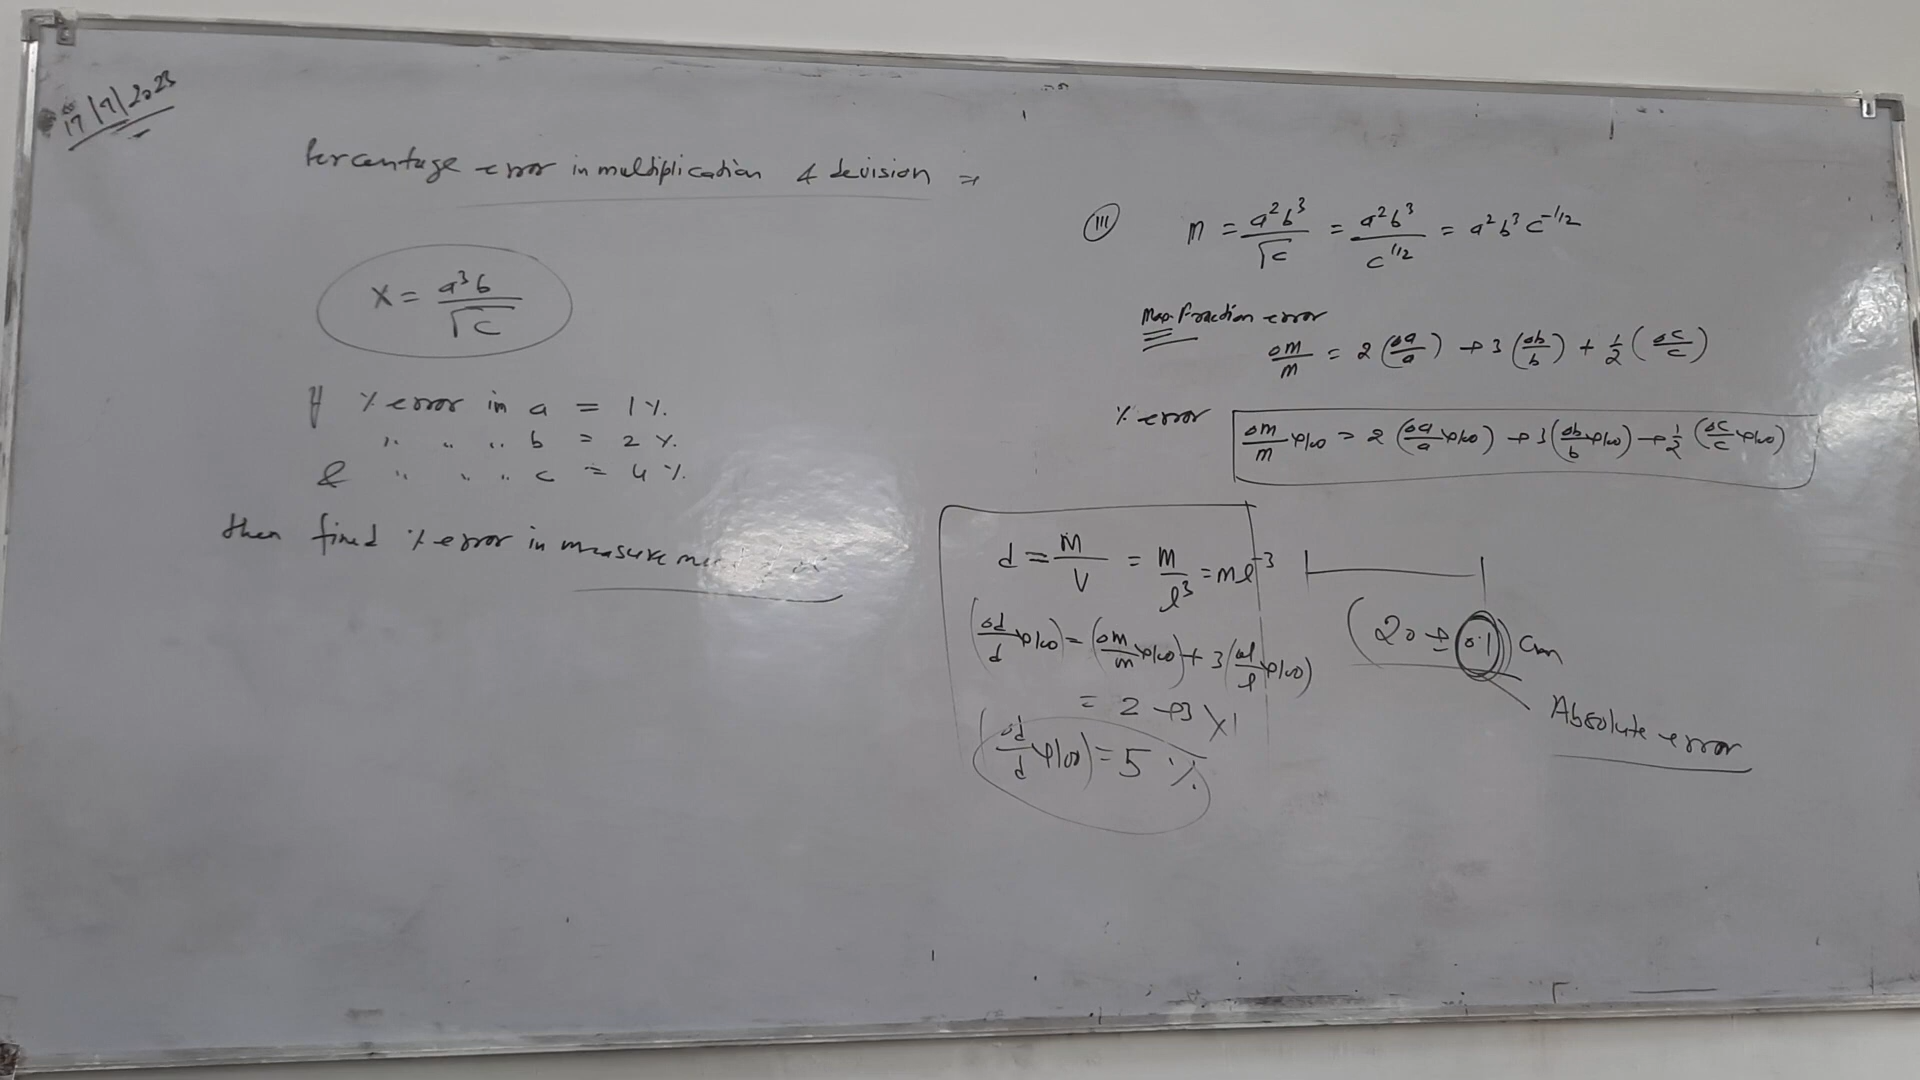 17/9/2023
Percentage error in multiplication & devision ⇒
X = a³b / √c
If % error in a = 1%.
" " " b = 2%.
& " " " c = 4%.
then find % error in measurement
(III) m = a²b³ / √c = a²b³ / c^1/2 = a²b³c^-1/2
Max. fraction error
Δm/m = 2(Δa/a) + 3(Δb/b) + 1/2(Δc/c)
% error Δm/m × 100 = 2(Δa/a × 100) + 3(Δb/b × 100) + 1/2(Δc/c × 100)
d = M/V = m/l³ = ml^-3
(Δd/d × 100) = (Δm/m × 100) + 3(Δl/l × 100)
= 2 + 3 × 1
(Δd/d × 100) = 5 %.
(20 ± 0.1) cm
Absolute error